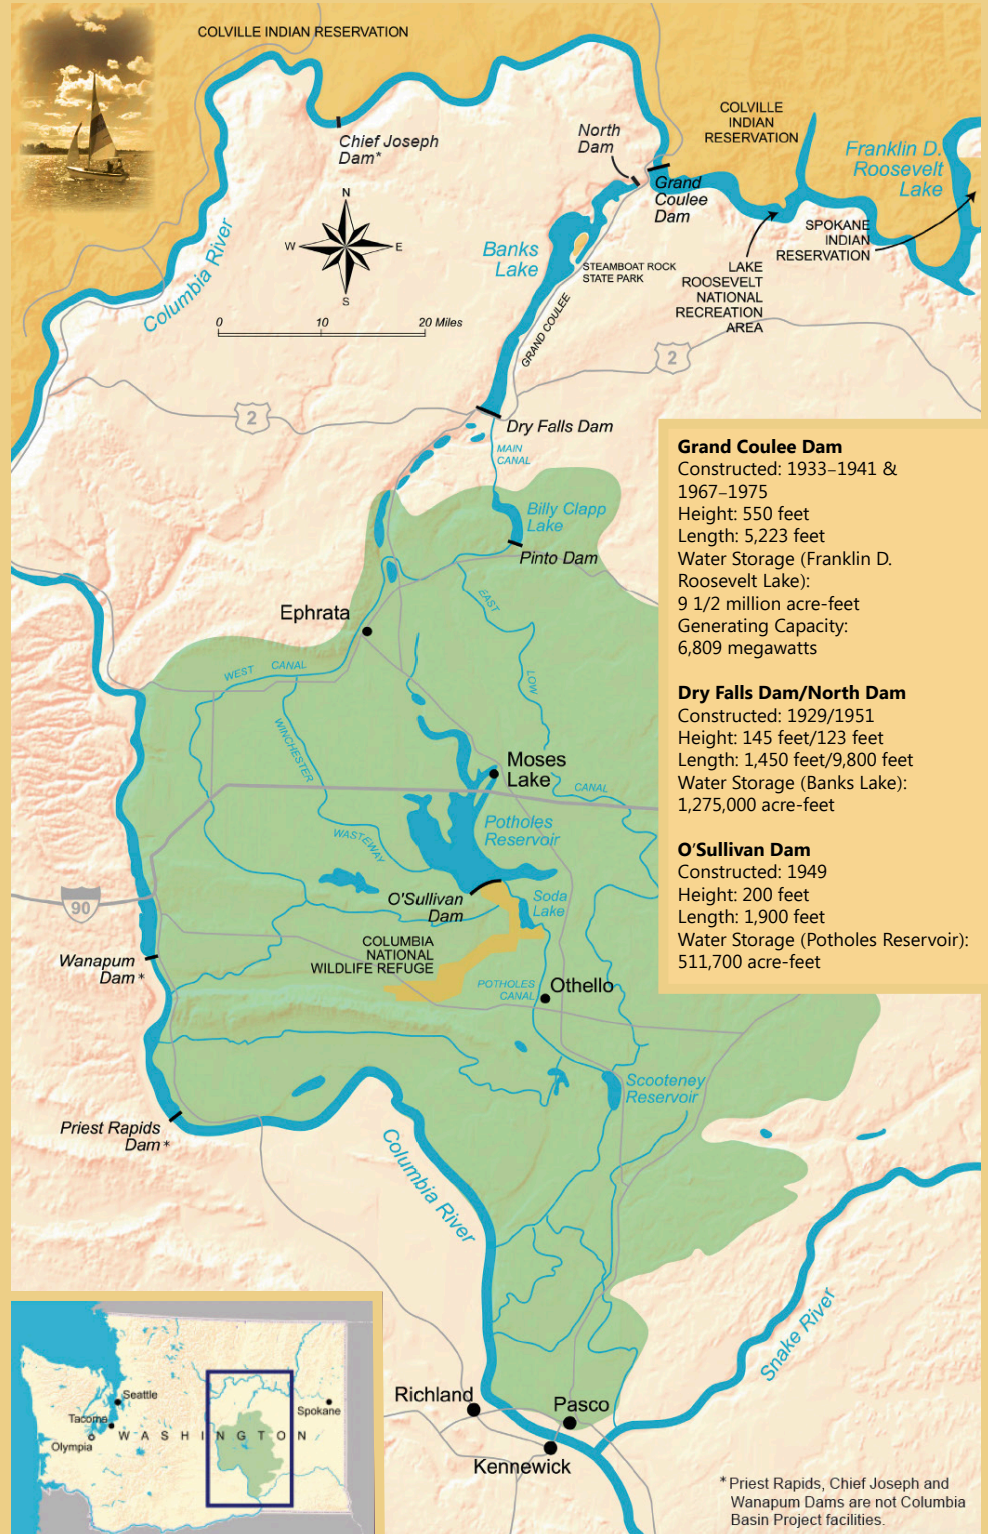 COLVILLE INDIAN RESERVATION
Chief Joseph
Dam*
North
Dam
COLVILLE
INDIAN
RESERVATION
Franklin D.
Roosevelt
Lake
Grand
Coulee
Dam
SPOKANE
INDIAN
RESERVATION
N
W
E
S
Columbia River
Banks
Lake
STEAMBOAT ROCK
STATE PARK
LAKE
ROOSEVELT
NATIONAL
RECREATION
AREA
0
10
20 Miles
GRAND COULEE
2
2
Dry Falls Dam
MAIN
CANAL
Billy Clapp
Lake
Pinto Dam
EAST
LOW
CANAL
Ephrata
WEST CANAL
WINCHESTER
WASTEWAY
Moses
Lake
Potholes
Reservoir
O'Sullivan
Dam
Soda
Lake
90
COLUMBIA
NATIONAL
WILDLIFE REFUGE
Wanapum
Dam *
POTHOLES
CANAL
Othello
Scooteney
Reservoir
Priest Rapids
Dam *
Columbia River
Snake River
Richland
Pasco
Kennewick
Grand Coulee Dam
Constructed: 1933–1941 &
1967–1975
Height: 550 feet
Length: 5,223 feet
Water Storage (Franklin D.
Roosevelt Lake):
9 1/2 million acre-feet
Generating Capacity:
6,809 megawatts
Dry Falls Dam/North Dam
Constructed: 1929/1951
Height: 145 feet/123 feet
Length: 1,450 feet/9,800 feet
Water Storage (Banks Lake):
1,275,000 acre-feet
O'Sullivan Dam
Constructed: 1949
Height: 200 feet
Length: 1,900 feet
Water Storage (Potholes Reservoir):
511,700 acre-feet
Seattle
Tacoma
Olympia
Spokane
WASHINGTON
* Priest Rapids, Chief Joseph and
Wanapum Dams are not Columbia
Basin Project facilities.